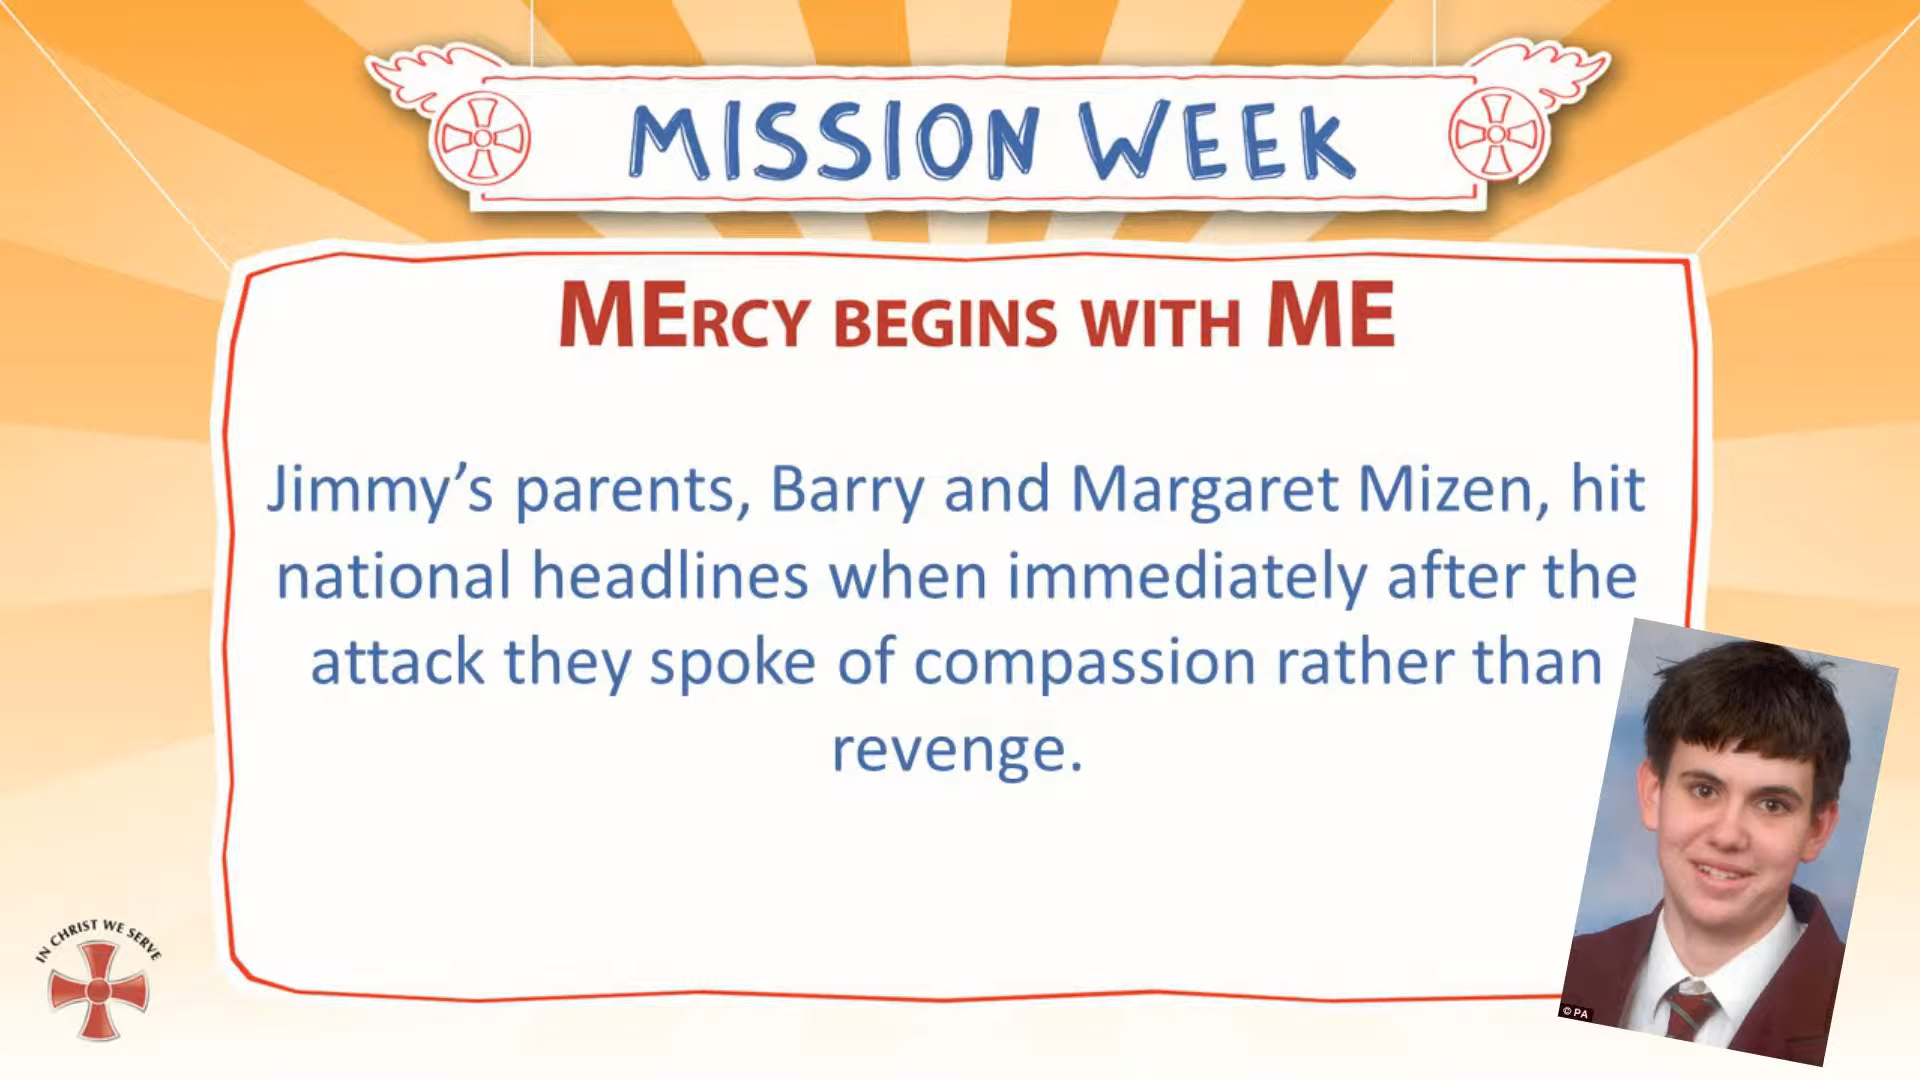 MISSION WEEK
MERCY BEGINS WITH ME
Jimmy’s parents, Barry and Margaret Mizen, hit
national headlines when immediately after the
attack they spoke of compassion rather than
revenge.
IN CHRIST WE SERVE
© PA